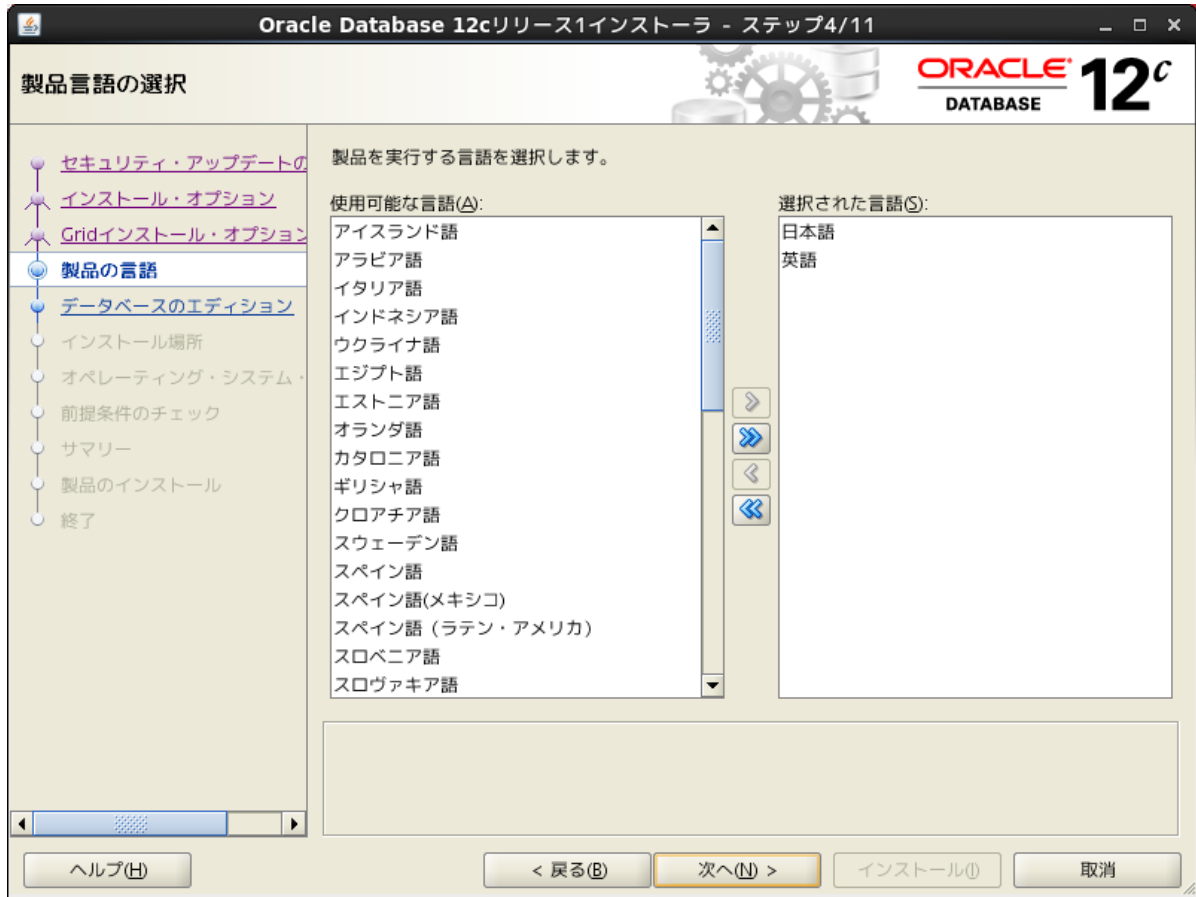 Oracle Database 12cリリース1インストーラ - ステップ4/11
製品言語の選択
ORACLE
DATABASE
12c
セキュリティ・アップデートの
インストール・オプション
Gridインストール・オプション
製品の言語
データベースのエディション
インストール場所
オペレーティング・システム・
前提条件のチェック
サマリー
製品のインストール
終了
製品を実行する言語を選択します。
使用可能な言語(A):
アイスランド語
アラビア語
イタリア語
インドネシア語
ウクライナ語
エジプト語
エストニア語
オランダ語
カタロニア語
ギリシャ語
クロアチア語
スウェーデン語
スペイン語
スペイン語(メキシコ)
スペイン語（ラテン・アメリカ）
スロベニア語
スロヴァキア語
選択された言語(S):
日本語
英語
ヘルプ(H)
< 戻る(B)
次へ(N) >
インストール(I)
取消